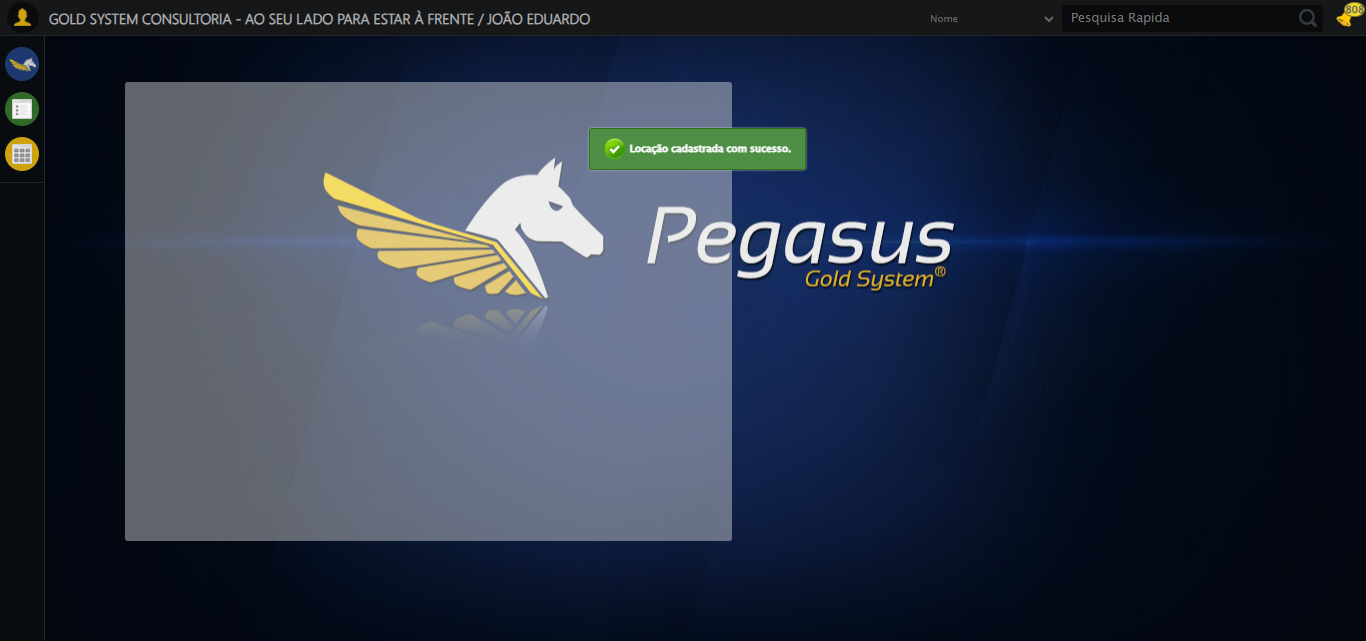 GOLD SYSTEM CONSULTORIA - AO SEU LADO PARA ESTAR À FRENTE / JOÃO EDUARDO
Nome
Pesquisa Rapida
808
Locação cadastrada com sucesso.
Pegasus
Gold System®